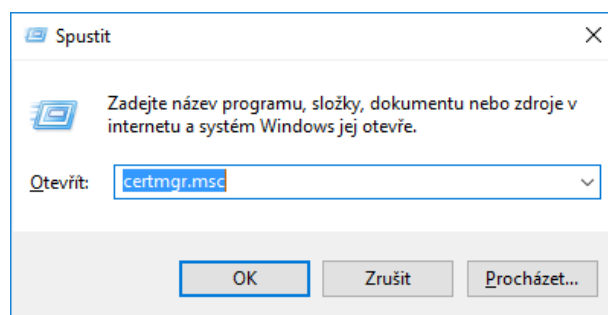 Spustit
Zadejte název programu, složky, dokumentu nebo zdroje v
internetu a systém Windows jej otevře.
Otevřít: certmgr.msc
OK Zrušit Procházet...